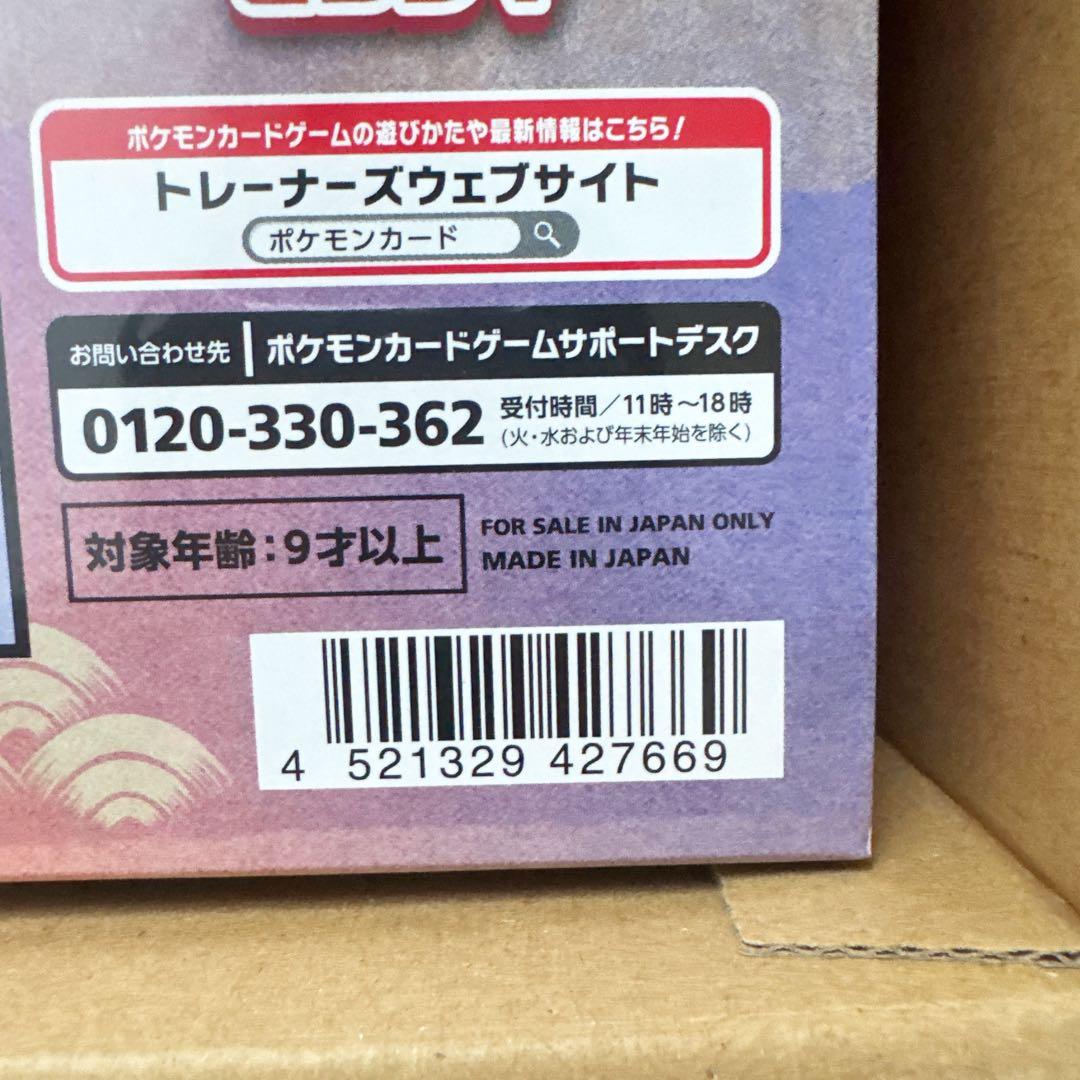 ポケモンカードゲームの遊びかたや最新情報はこちら!
トレーナーズウェブサイト
ポケモンカード
お問い合わせ先 | ポケモンカードゲームサポートデスク
0120-330-362 受付時間/11時~18時
(火・水および年末年始を除く)
対象年齢:9才以上
FOR SALE IN JAPAN ONLY
MADE IN JAPAN
4 521329 427669